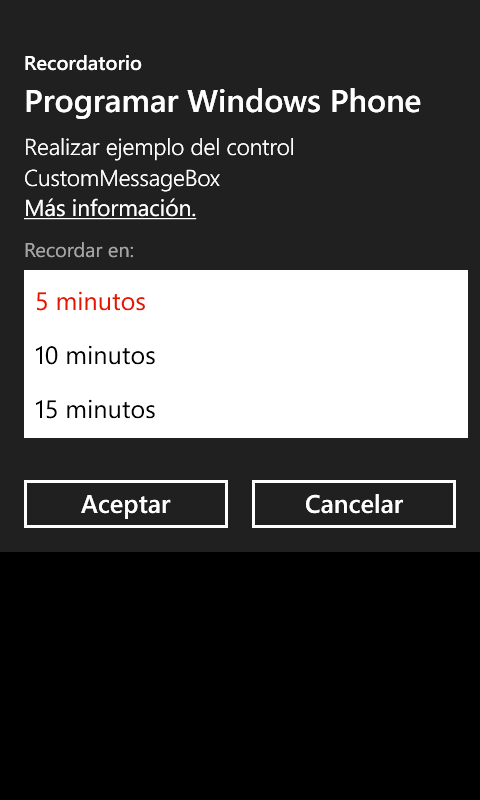 Recordatorio
Programar Windows Phone
Realizar ejemplo del control
CustomMessageBox
Más información.
Recordar en:
5 minutos
10 minutos
15 minutos
Aceptar Cancelar